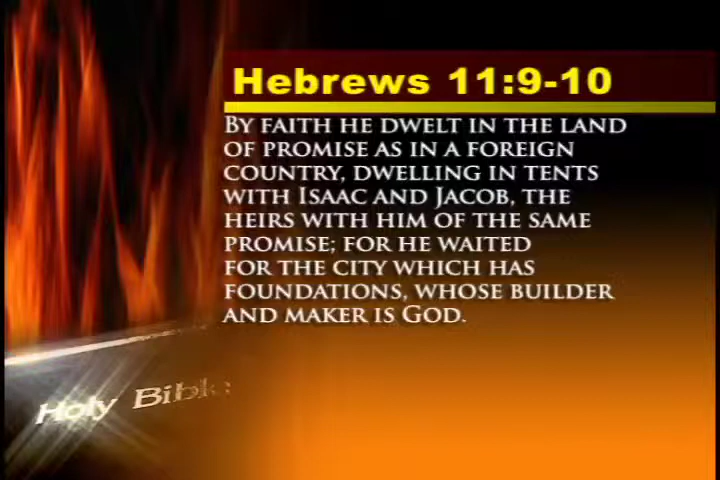 Hebrews 11:9-10
By faith he dwelt in the land
of promise as in a foreign
country, dwelling in tents
with Isaac and Jacob, the
heirs with him of the same
promise; for he waited
for the city which has
foundations, whose builder
and maker is God.
Holy Bible